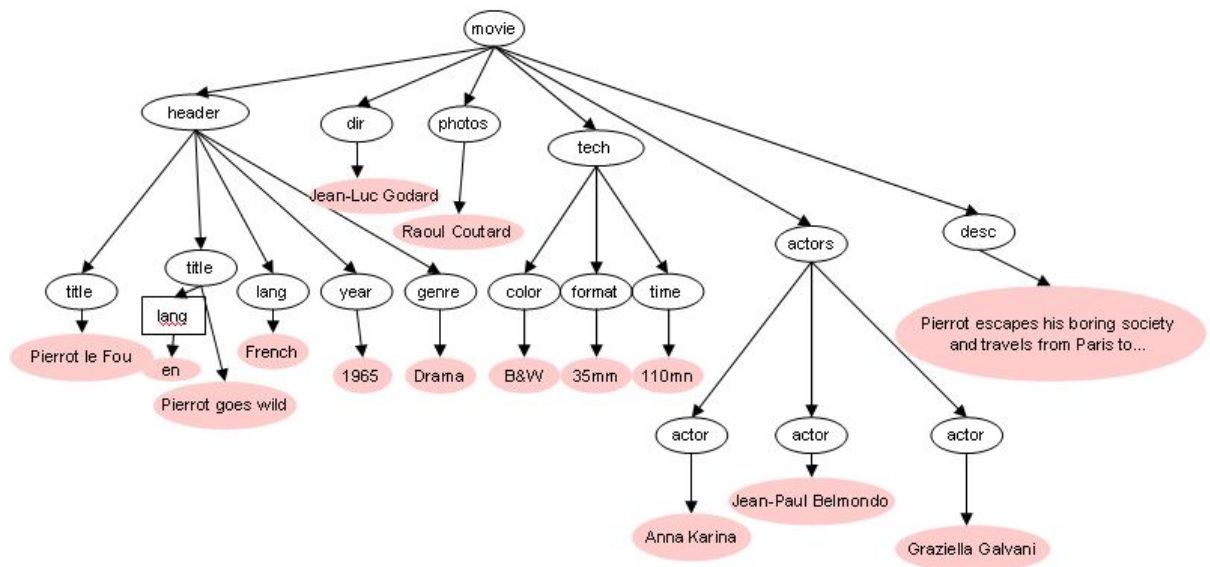 movie
header
dir
photos
tech
Jean-Luc Godard
Raoul Coutard
actors
desc
title
title
lang
year
genre
color
format
time
lang
Pierrot le Fou
en
French
1965
Drama
B&W
35mm
110mn
Pierrot escapes his boring society
and travels from Paris to...
Pierrot goes wild
actor
actor
actor
Jean-Paul Belmondo
Anna Karina
Graziella Galvani